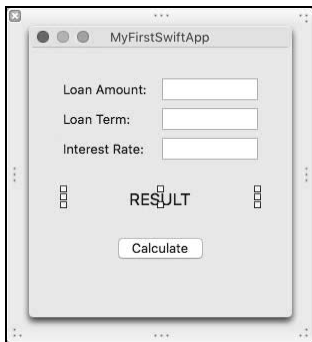 MyFirstSwiftApp
Loan Amount:
Loan Term:
Interest Rate:
RESULT
Calculate